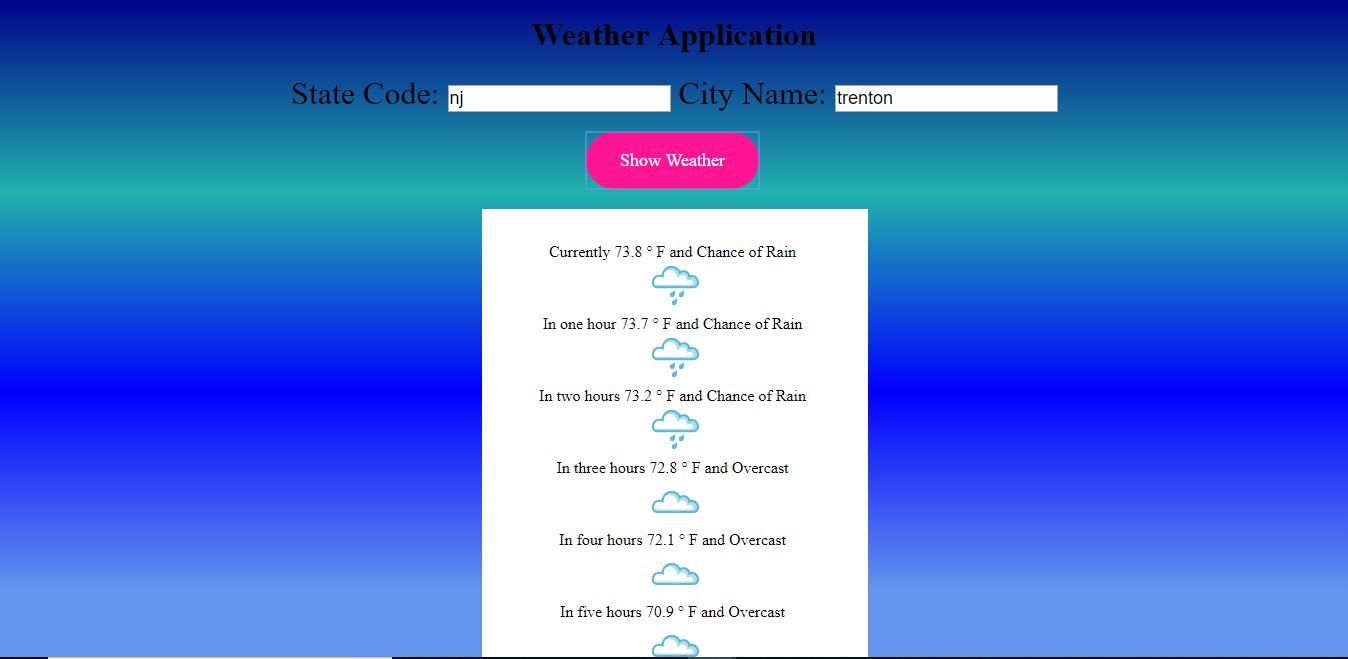 Weather Application
State Code: nj City Name: trenton
Show Weather
Currently 73.8 ° F and Chance of Rain
In one hour 73.7 ° F and Chance of Rain
In two hours 73.2 ° F and Chance of Rain
In three hours 72.8 ° F and Overcast
In four hours 72.1 ° F and Overcast
In five hours 70.9 ° F and Overcast